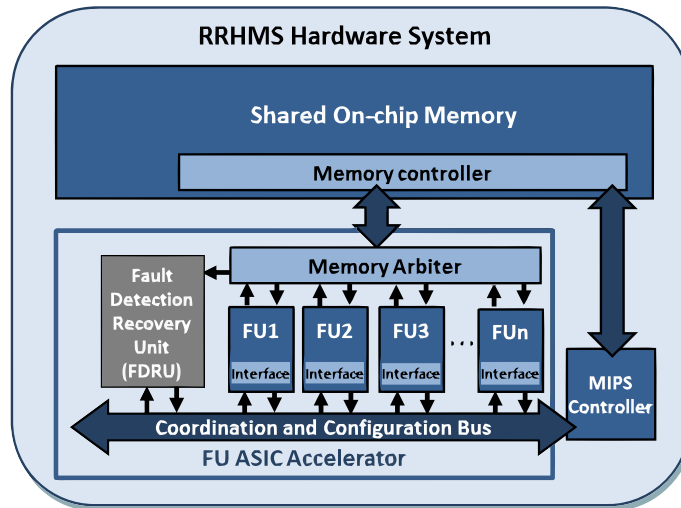 RRHMS Hardware System
Shared On-chip Memory
Memory controller
Memory Arbiter
Fault
Detection
Recovery
Unit
(FDRU)
FU1
FU2
FU3
...
FUn
Interface
Interface
Interface
Interface
MIPS
Controller
Coordination and Configuration Bus
FU ASIC Accelerator